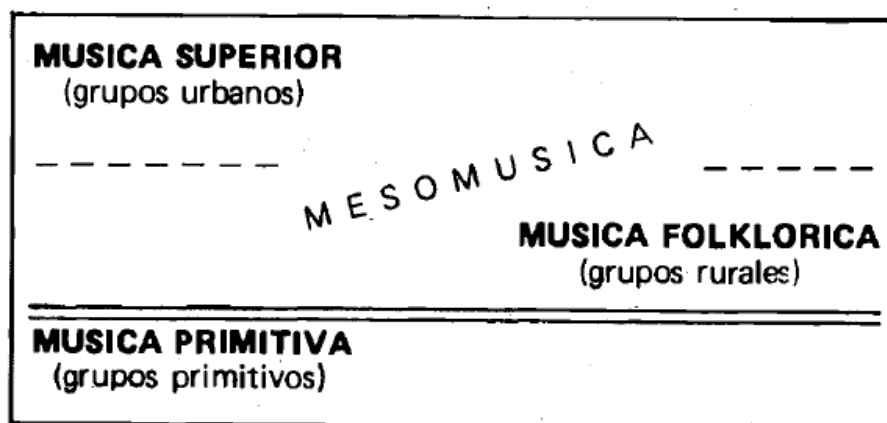 MUSICA SUPERIOR
(grupos urbanos)
MESOMUSICA
MUSICA FOLKLORICA
(grupos rurales)
MUSICA PRIMITIVA
(grupos primitivos)